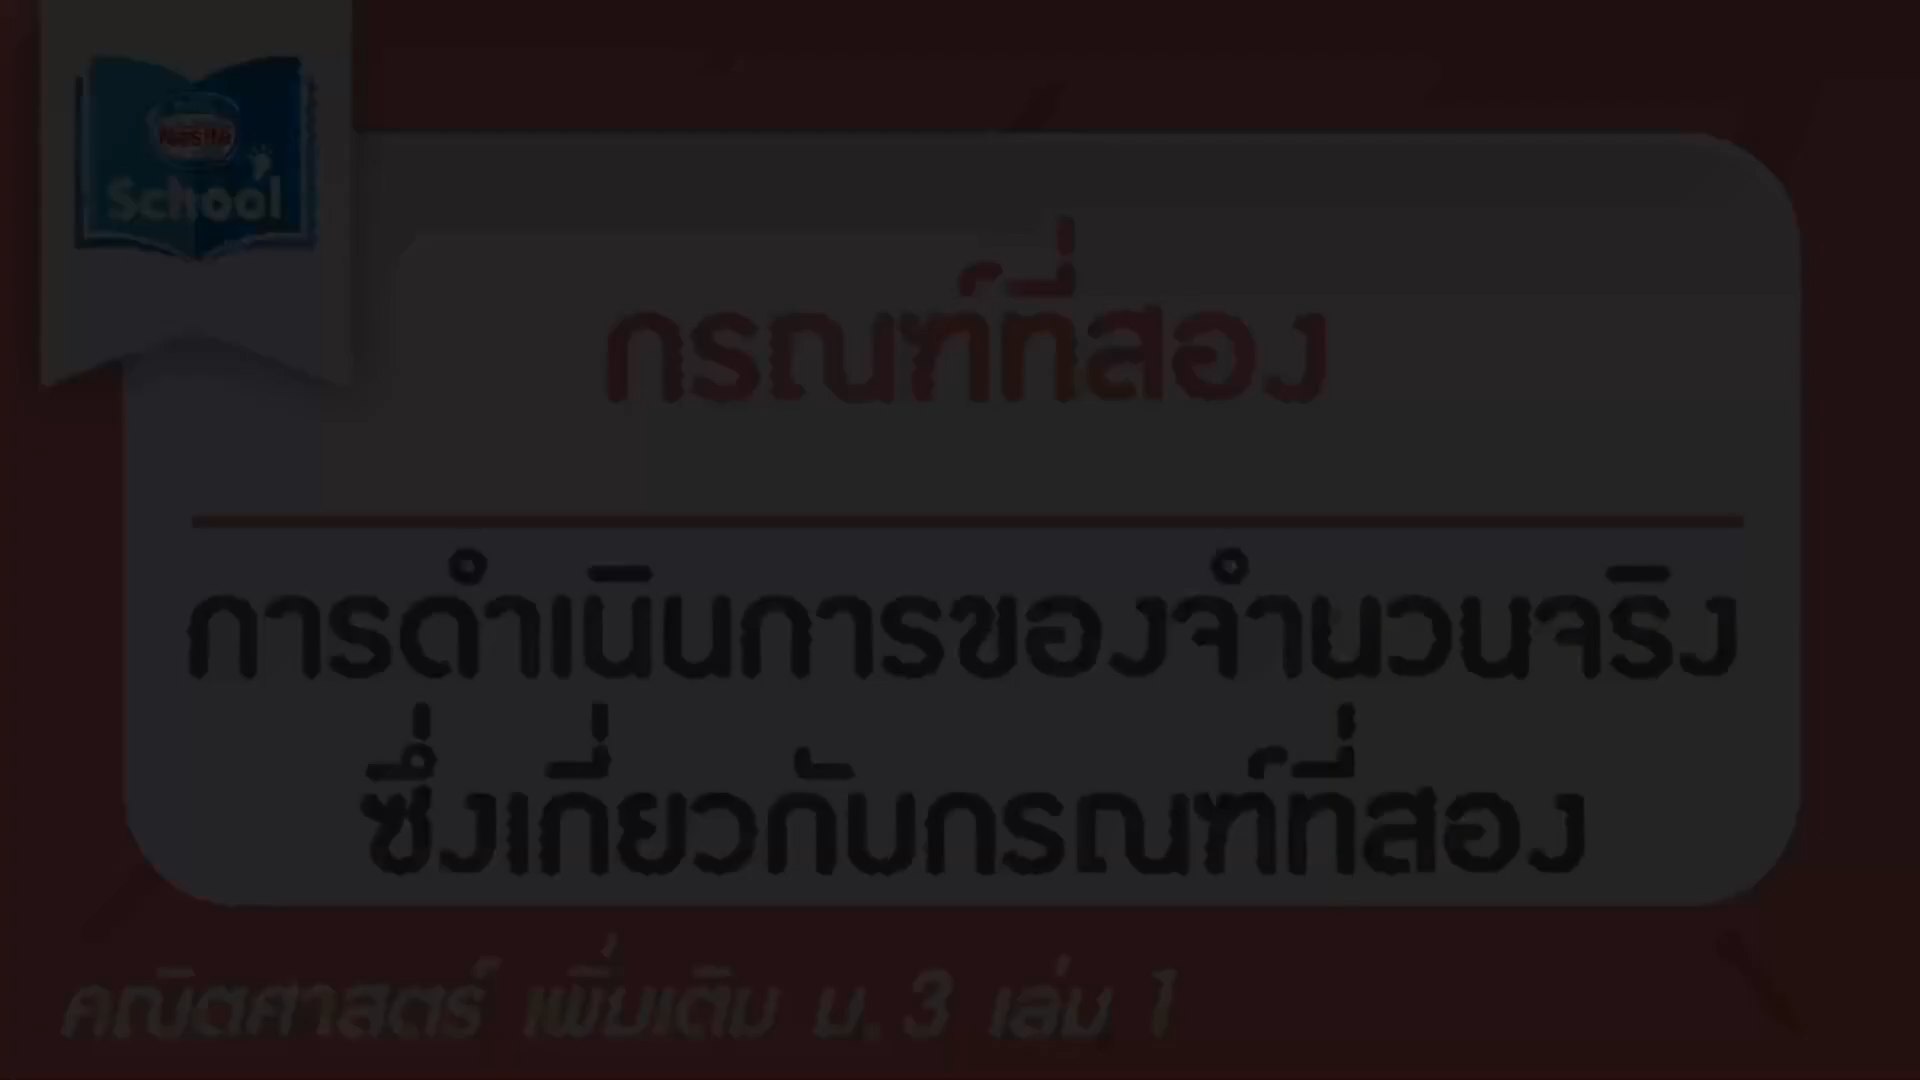 Nestle
School
กรณฑ์ที่สอง
การดำเนินการของจำนวนจริง
ซึ่งเกี่ยวกับกรณฑ์ที่สอง
คณิตศาสตร์ เพิ่มเติม ม.3 เล่ม 1